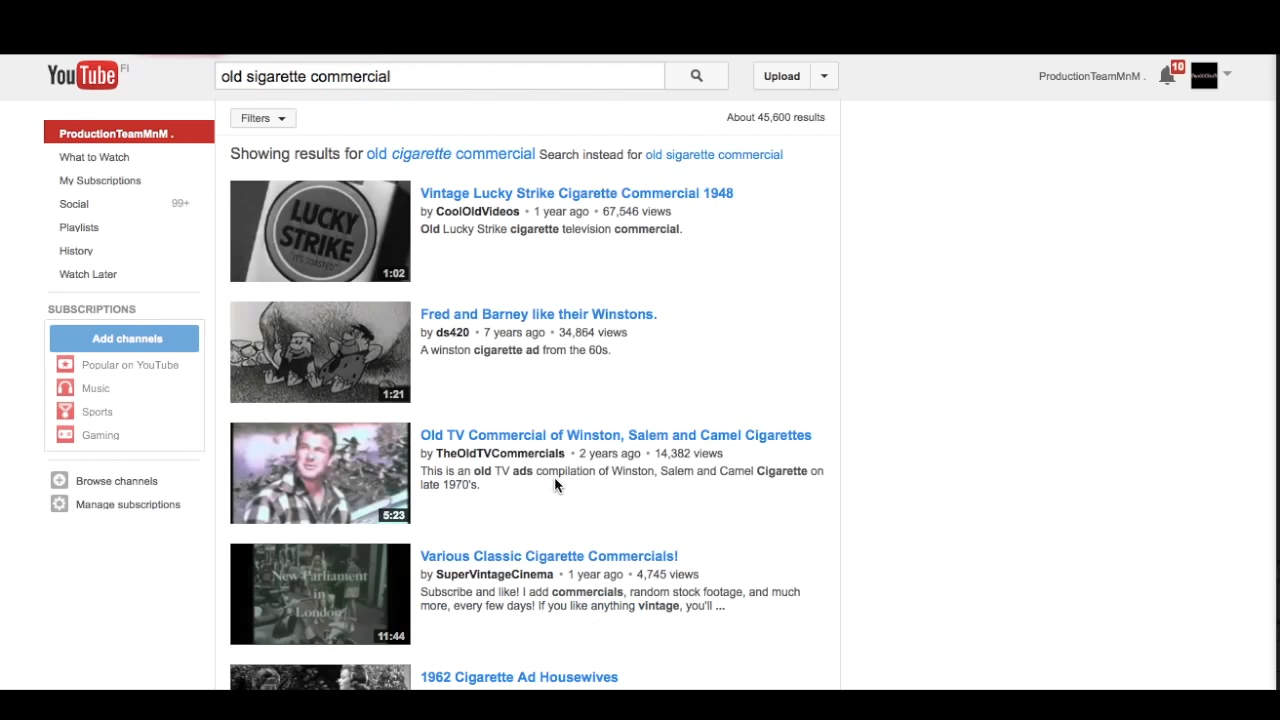 YouTube FI
old sigarette commercial
Upload
ProductionTeamMnM .
10
ProductionTeamMnM .
What to Watch
My Subscriptions
Social 99+
Playlists
History
Watch Later
SUBSCRIPTIONS
Add channels
Popular on YouTube
Music
Sports
Gaming
Browse channels
Manage subscriptions
Filters
About 45,600 results
Showing results for old cigarette commercial Search instead for old sigarette commercial
LUCKY
STRIKE
"IT'S TOASTED"
1:02
Vintage Lucky Strike Cigarette Commercial 1948
by CoolOldVideos • 1 year ago • 67,546 views
Old Lucky Strike cigarette television commercial.
1:21
Fred and Barney like their Winstons.
by ds420 • 7 years ago • 34,864 views
A winston cigarette ad from the 60s.
5:23
Old TV Commercial of Winston, Salem and Camel Cigarettes
by TheOldTVCommercials • 2 years ago • 14,382 views
This is an old TV ads compilation of Winston, Salem and Camel Cigarette on
late 1970's.
New Parliament
in
London
11:44
Various Classic Cigarette Commercials!
by SuperVintageCinema • 1 year ago • 4,745 views
Subscribe and like! I add commercials, random stock footage, and much
more, every few days! If you like anything vintage, you'll ...
1962 Cigarette Ad Housewives